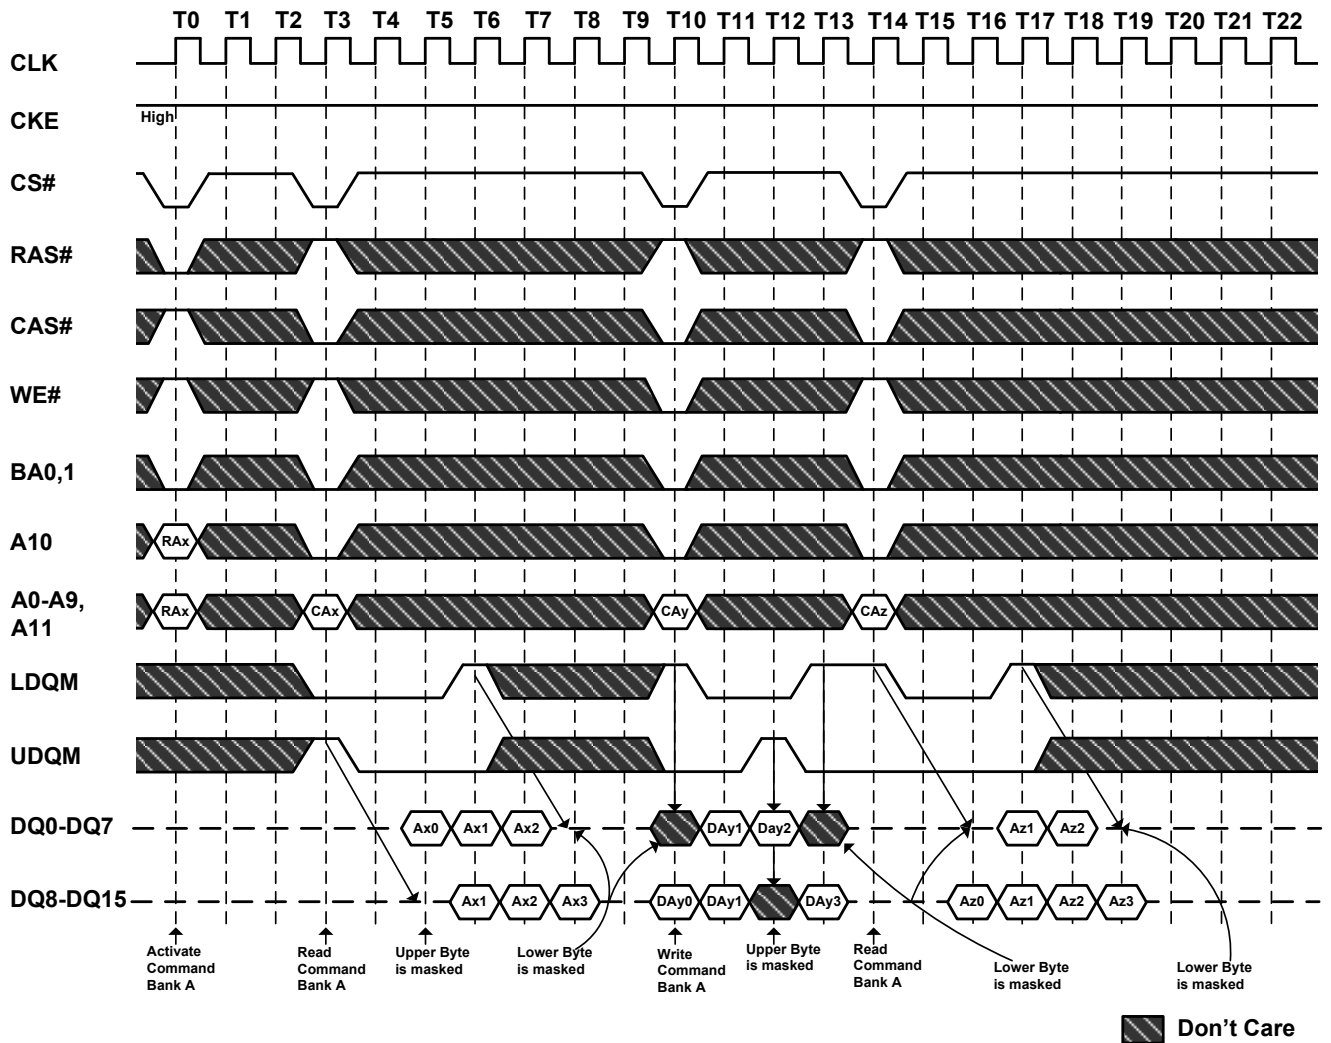 T0 T1 T2 T3 T4 T5 T6 T7 T8 T9 T10 T11 T12 T13 T14 T15 T16 T17 T18 T19 T20 T21 T22
CLK
CKE High
CS#
RAS#
CAS#
WE#
BA0,1
A10 RAx
A0-A9,
A11 RAx CAx CAy CAz
LDQM
UDQM
DQ0-DQ7 Ax0 Ax1 Ax2 DAy1 Day2 Az1 Az2
DQ8-DQ15 Ax1 Ax2 Ax3 DAy0 DAy1 DAy3 Az0 Az1 Az2 Az3
Activate
Command
Bank A
Read
Command
Bank A
Upper Byte
is masked
Lower Byte
is masked
Write
Command
Bank A
Upper Byte
is masked
Read
Command
Bank A
Lower Byte
is masked
Lower Byte
is masked
Don't Care